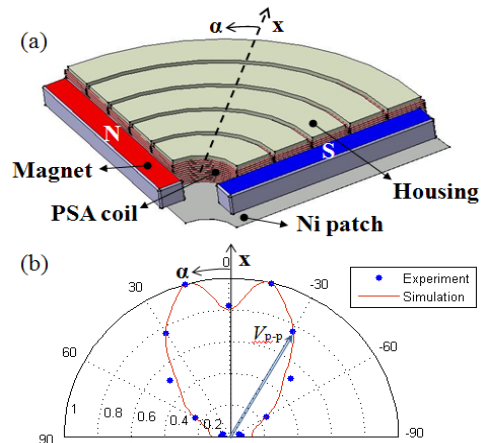 (a)
α
x
N
S
Magnet
PSA coil
Housing
Ni patch
(b)
α
x
0
30
-30
60
-60
90
-90
1
0.8
0.6
0.4
0.2
Vp-p
Experiment
Simulation